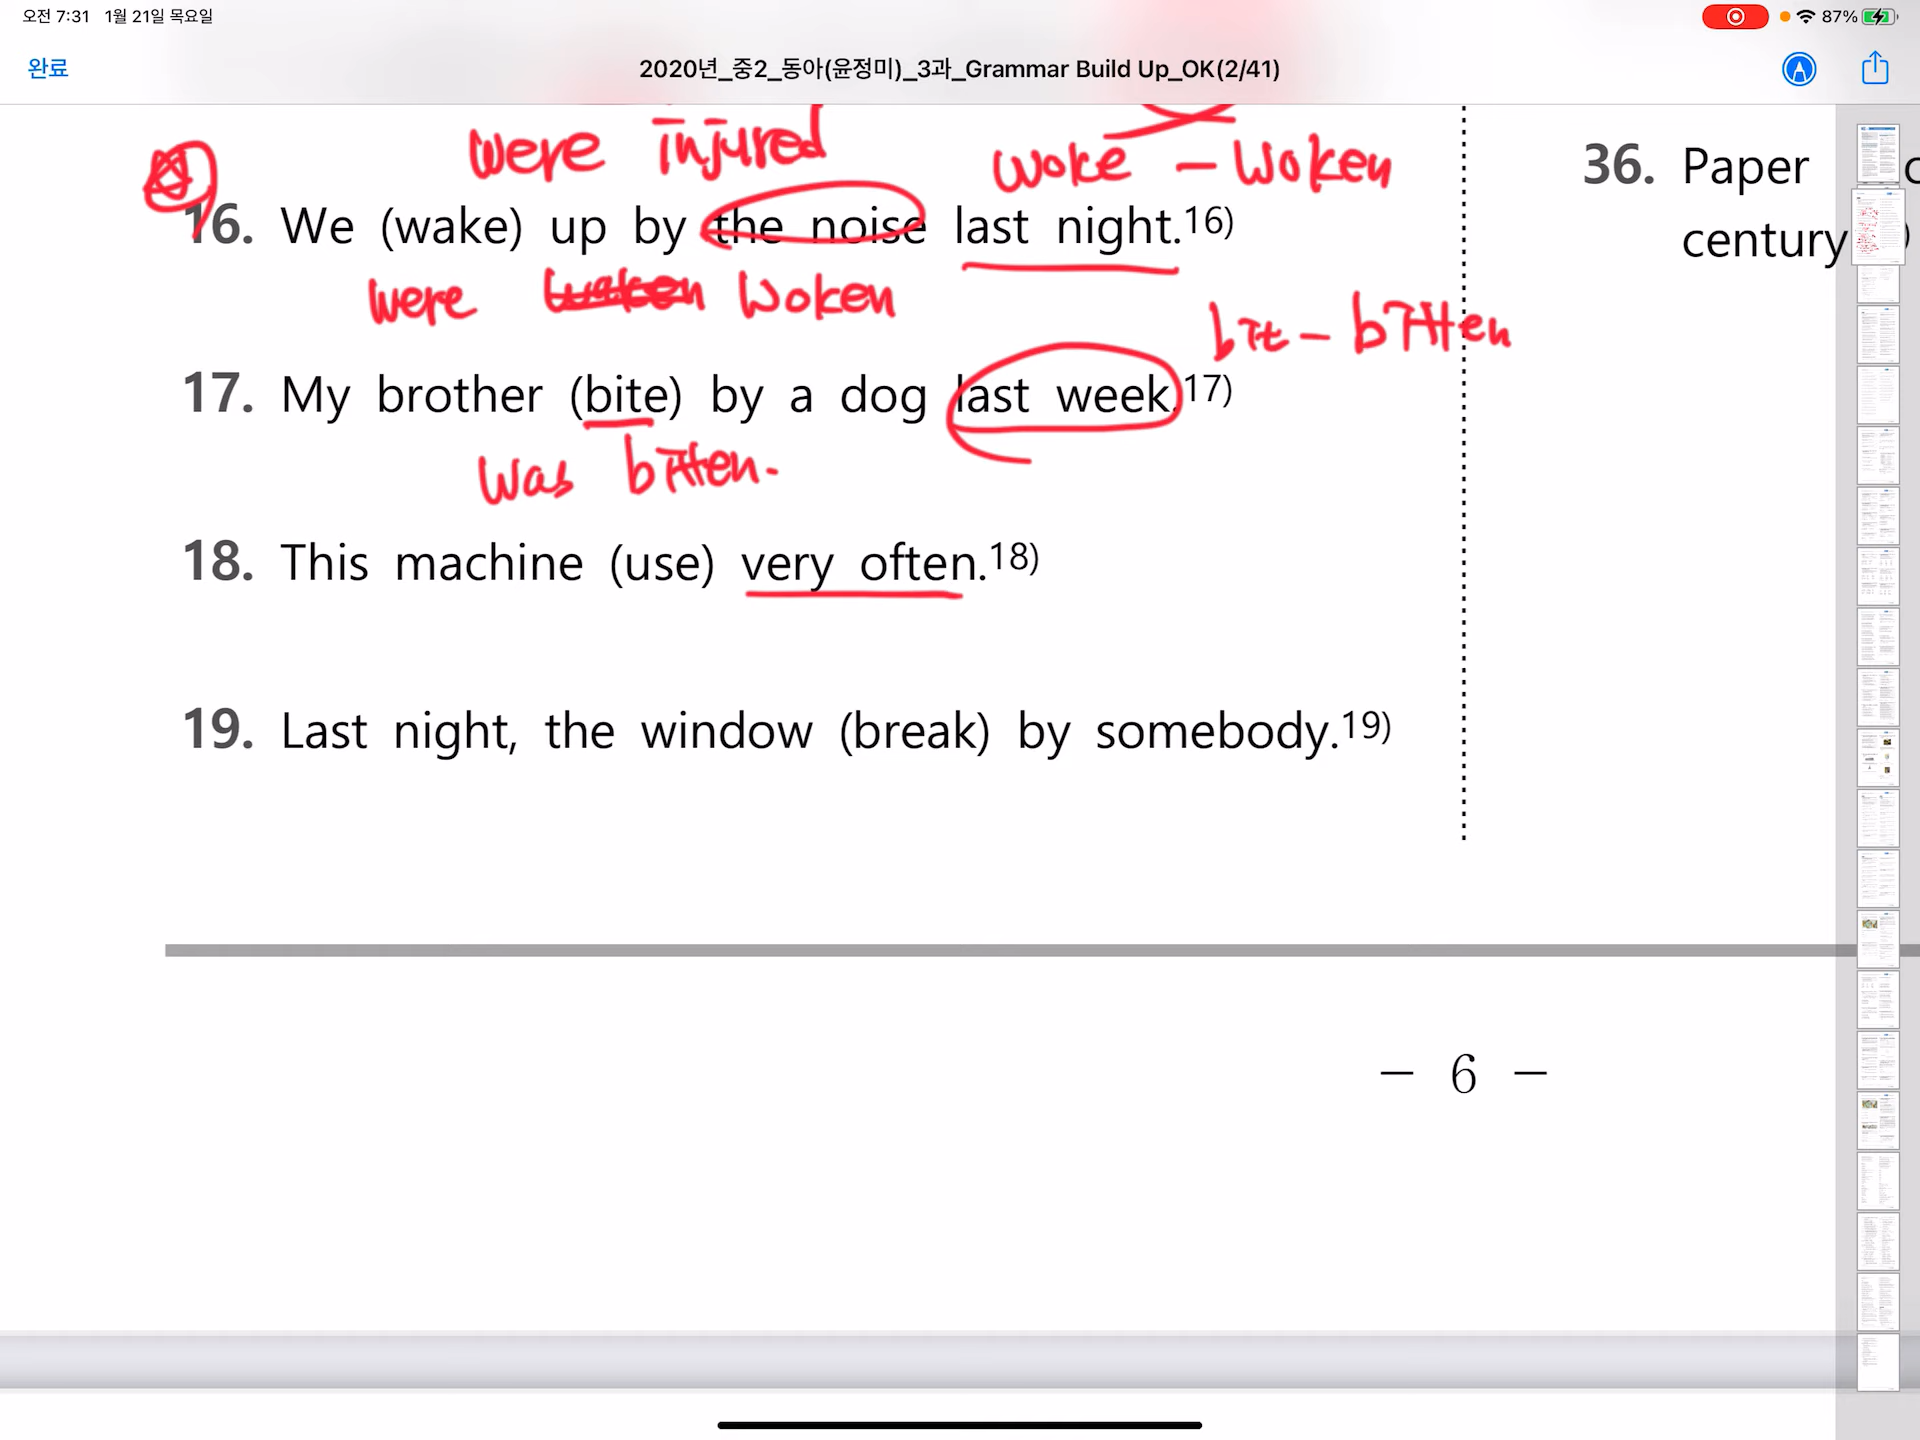 오전 7:31 1월 21일 목요일
87%
완료
2020년_중2_동아(윤정미)_3과_Grammar Build Up_OK(2/41)
were injured
woke - woken
16. We (wake) up by the noise last night.16)
were woken
bit - bitten
17. My brother (bite) by a dog last week.17)
was bitten.
18. This machine (use) very often.18)
19. Last night, the window (break) by somebody.19)
36. Paper
century
- 6 -